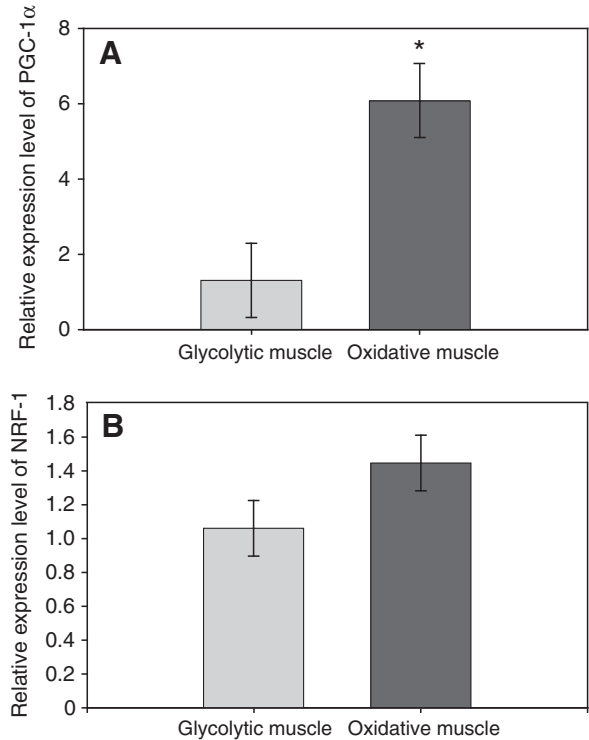 Relative expression level of PGC-1α
A
*
8
6
4
2
0
Glycolytic muscle Oxidative muscle
Relative expression level of NRF-1
B
1.8
1.6
1.4
1.2
1.0
0.8
0.6
0.4
0.2
0
Glycolytic muscle Oxidative muscle